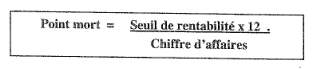 Point mort = Seuil de rentabilité x 12 .
Chiffre d'affaires